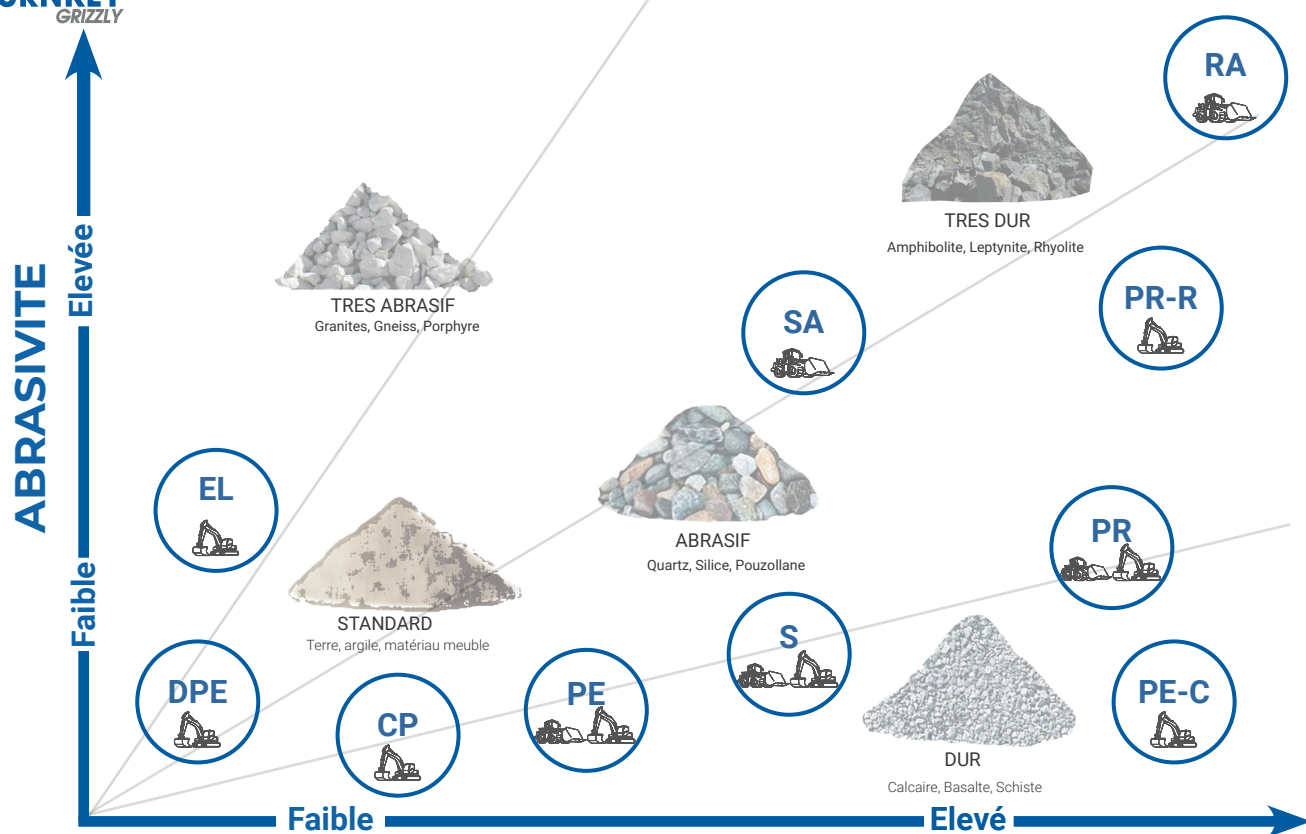 GRIZZLY
RA
TRES DUR
Amphibolite, Leptynite, Rhyolite
Elevée
TRES ABRASIF
Granites, Gneiss, Porphyre
SA
PR-R
ABRASIVITE
EL
ABRASIF
Quartz, Silice, Pouzollane
PR
Faible
STANDARD
Terre, argile, matériau meuble
S
DPE
CP
PE
PE-C
DUR
Calcaire, Basalte, Schiste
Faible
Elevé